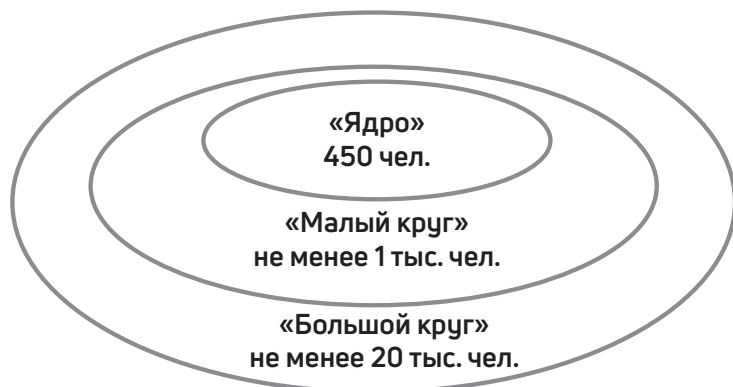 «Ядро»
450 чел.
«Малый круг»
не менее 1 тыс. чел.
«Большой круг»
не менее 20 тыс. чел.